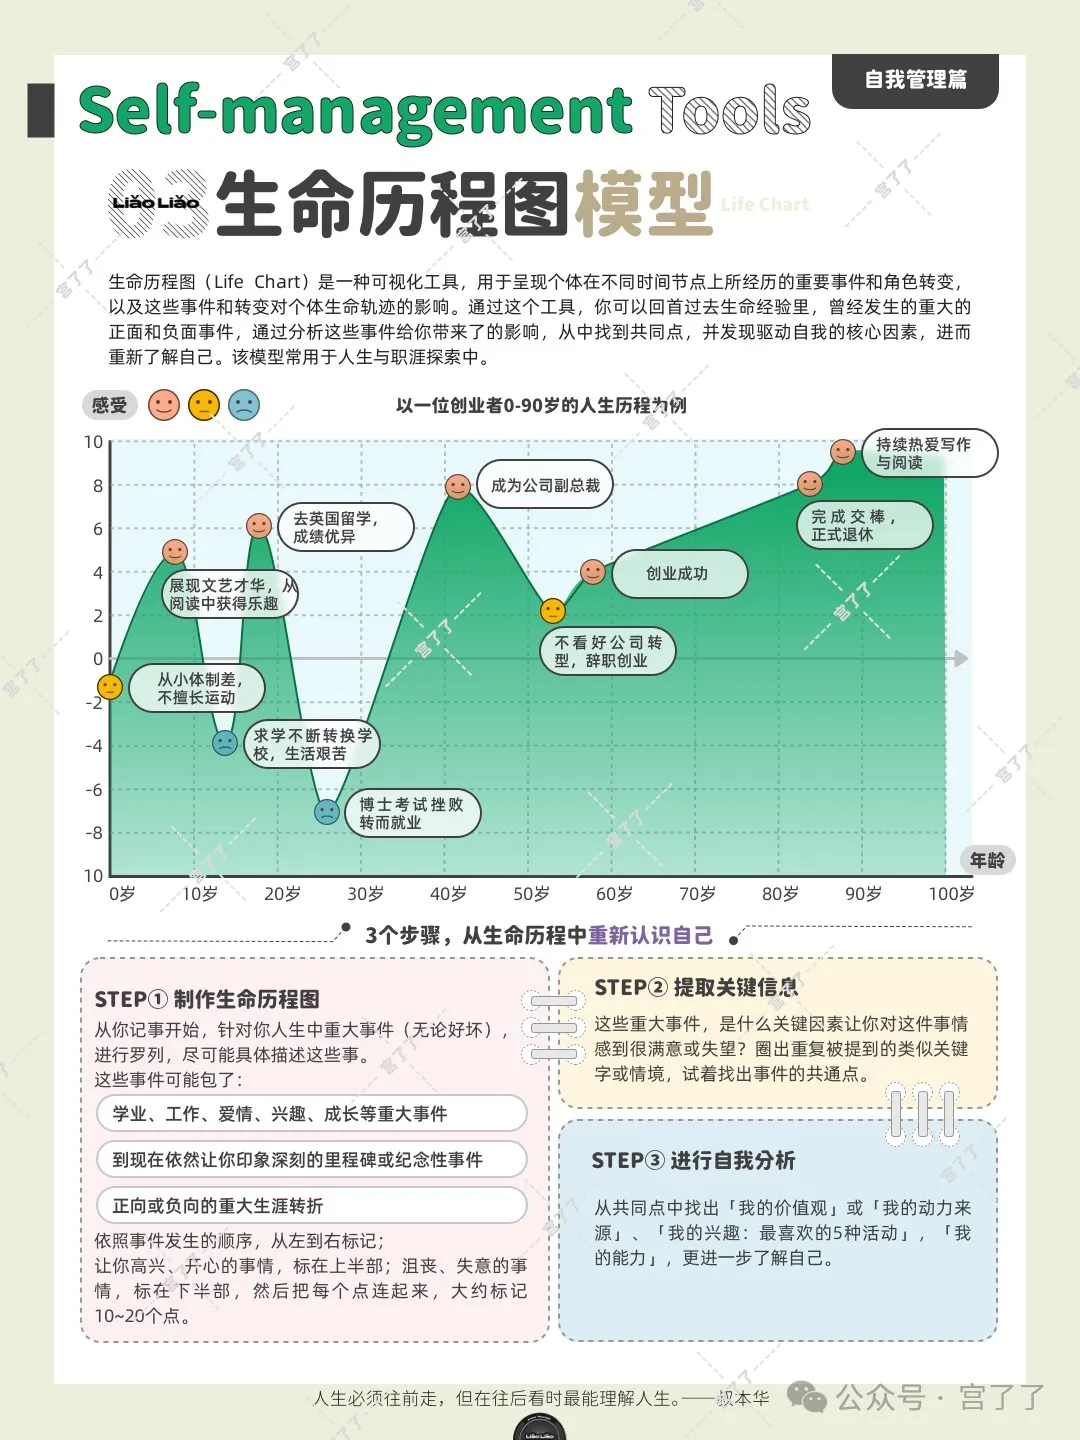 自我管理篇
Self-management Tools
03
Liǎo Liǎo
生命历程图模型 Life Chart
生命历程图（Life Chart）是一种可视化工具，用于呈现个体在不同时间节点上所经历的重要事件和角色转变，
以及这些事件和转变对个体生命轨迹的影响。通过这个工具，你可以回首过去生命经验里，曾经发生的重大的
正面和负面事件，通过分析这些事件给你带来了的影响，从中找到共同点，并发现驱动自我的核心因素，进而
重新了解自己。该模型常用于人生与职涯探索中。
感受
以一位创业者0-90岁的人生历程为例
10
8
6
4
2
0
-2
-4
-6
-8
10
持续热爱写作
与阅读
成为公司副总裁
完成交棒，
正式退休
去英国留学，
成绩优异
创业成功
展现文艺才华，从
阅读中获得乐趣
不看好公司转
型，辞职创业
从小体制差，
不擅长运动
求学不断转换学
校，生活艰苦
博士考试挫败
转而就业
年龄
0岁 10岁 20岁 30岁 40岁 50岁 60岁 70岁 80岁 90岁 100岁
3个步骤，从生命历程中重新认识自己
STEP① 制作生命历程图
从你记事开始，针对你人生中重大事件（无论好坏），
进行罗列，尽可能具体描述这些事。
这些事件可能包了：
学业、工作、爱情、兴趣、成长等重大事件
到现在依然让你印象深刻的里程碑或纪念性事件
正向或负向的重大生涯转折
依照事件发生的顺序，从左到右标记；
让你高兴、开心的事情，标在上半部；沮丧、失意的事
情，标在下半部，然后把每个点连起来，大约标记
10~20个点。
STEP② 提取关键信息
这些重大事件，是什么关键因素让你对这件事情
感到很满意或失望？圈出重复被提到的类似关键
字或情境，试着找出事件的共通点。
STEP③ 进行自我分析
从共同点中找出「我的价值观」或「我的动力来
源」、「我的兴趣：最喜欢的5种活动」，「我
的能力」，更进一步了解自己。
人生必须往前走，但在往后看时最能理解人生。——叔本华
公众号·宫了了
Liǎo Liǎo
宫了了